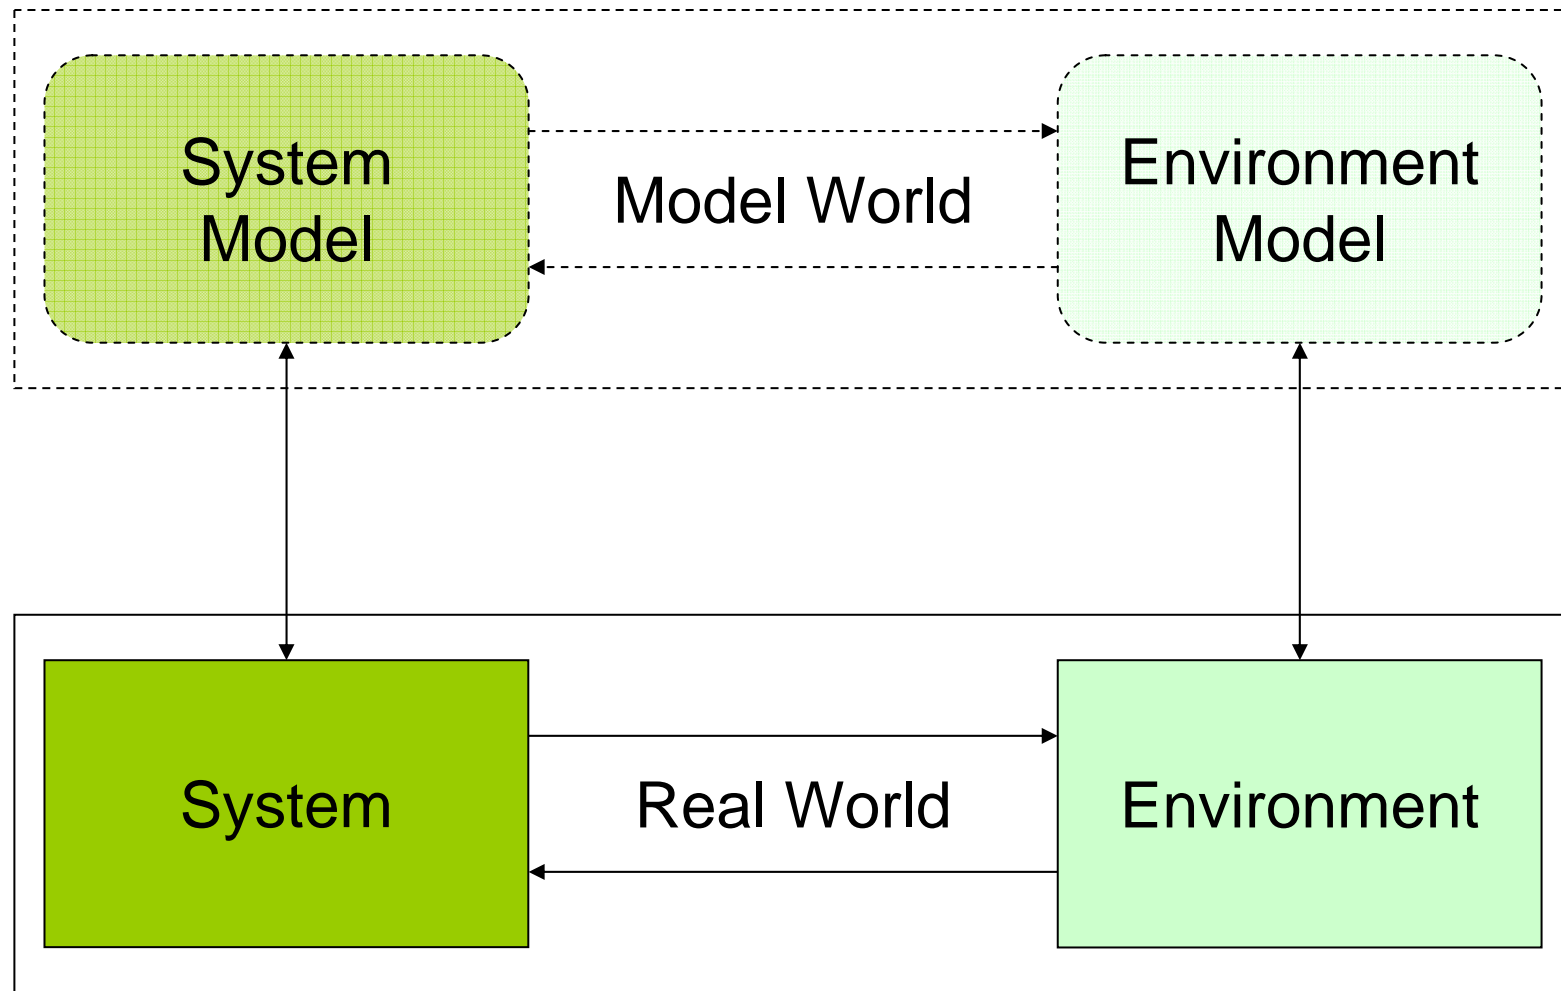 System
Model
Model World
Environment
Model
System
Real World
Environment